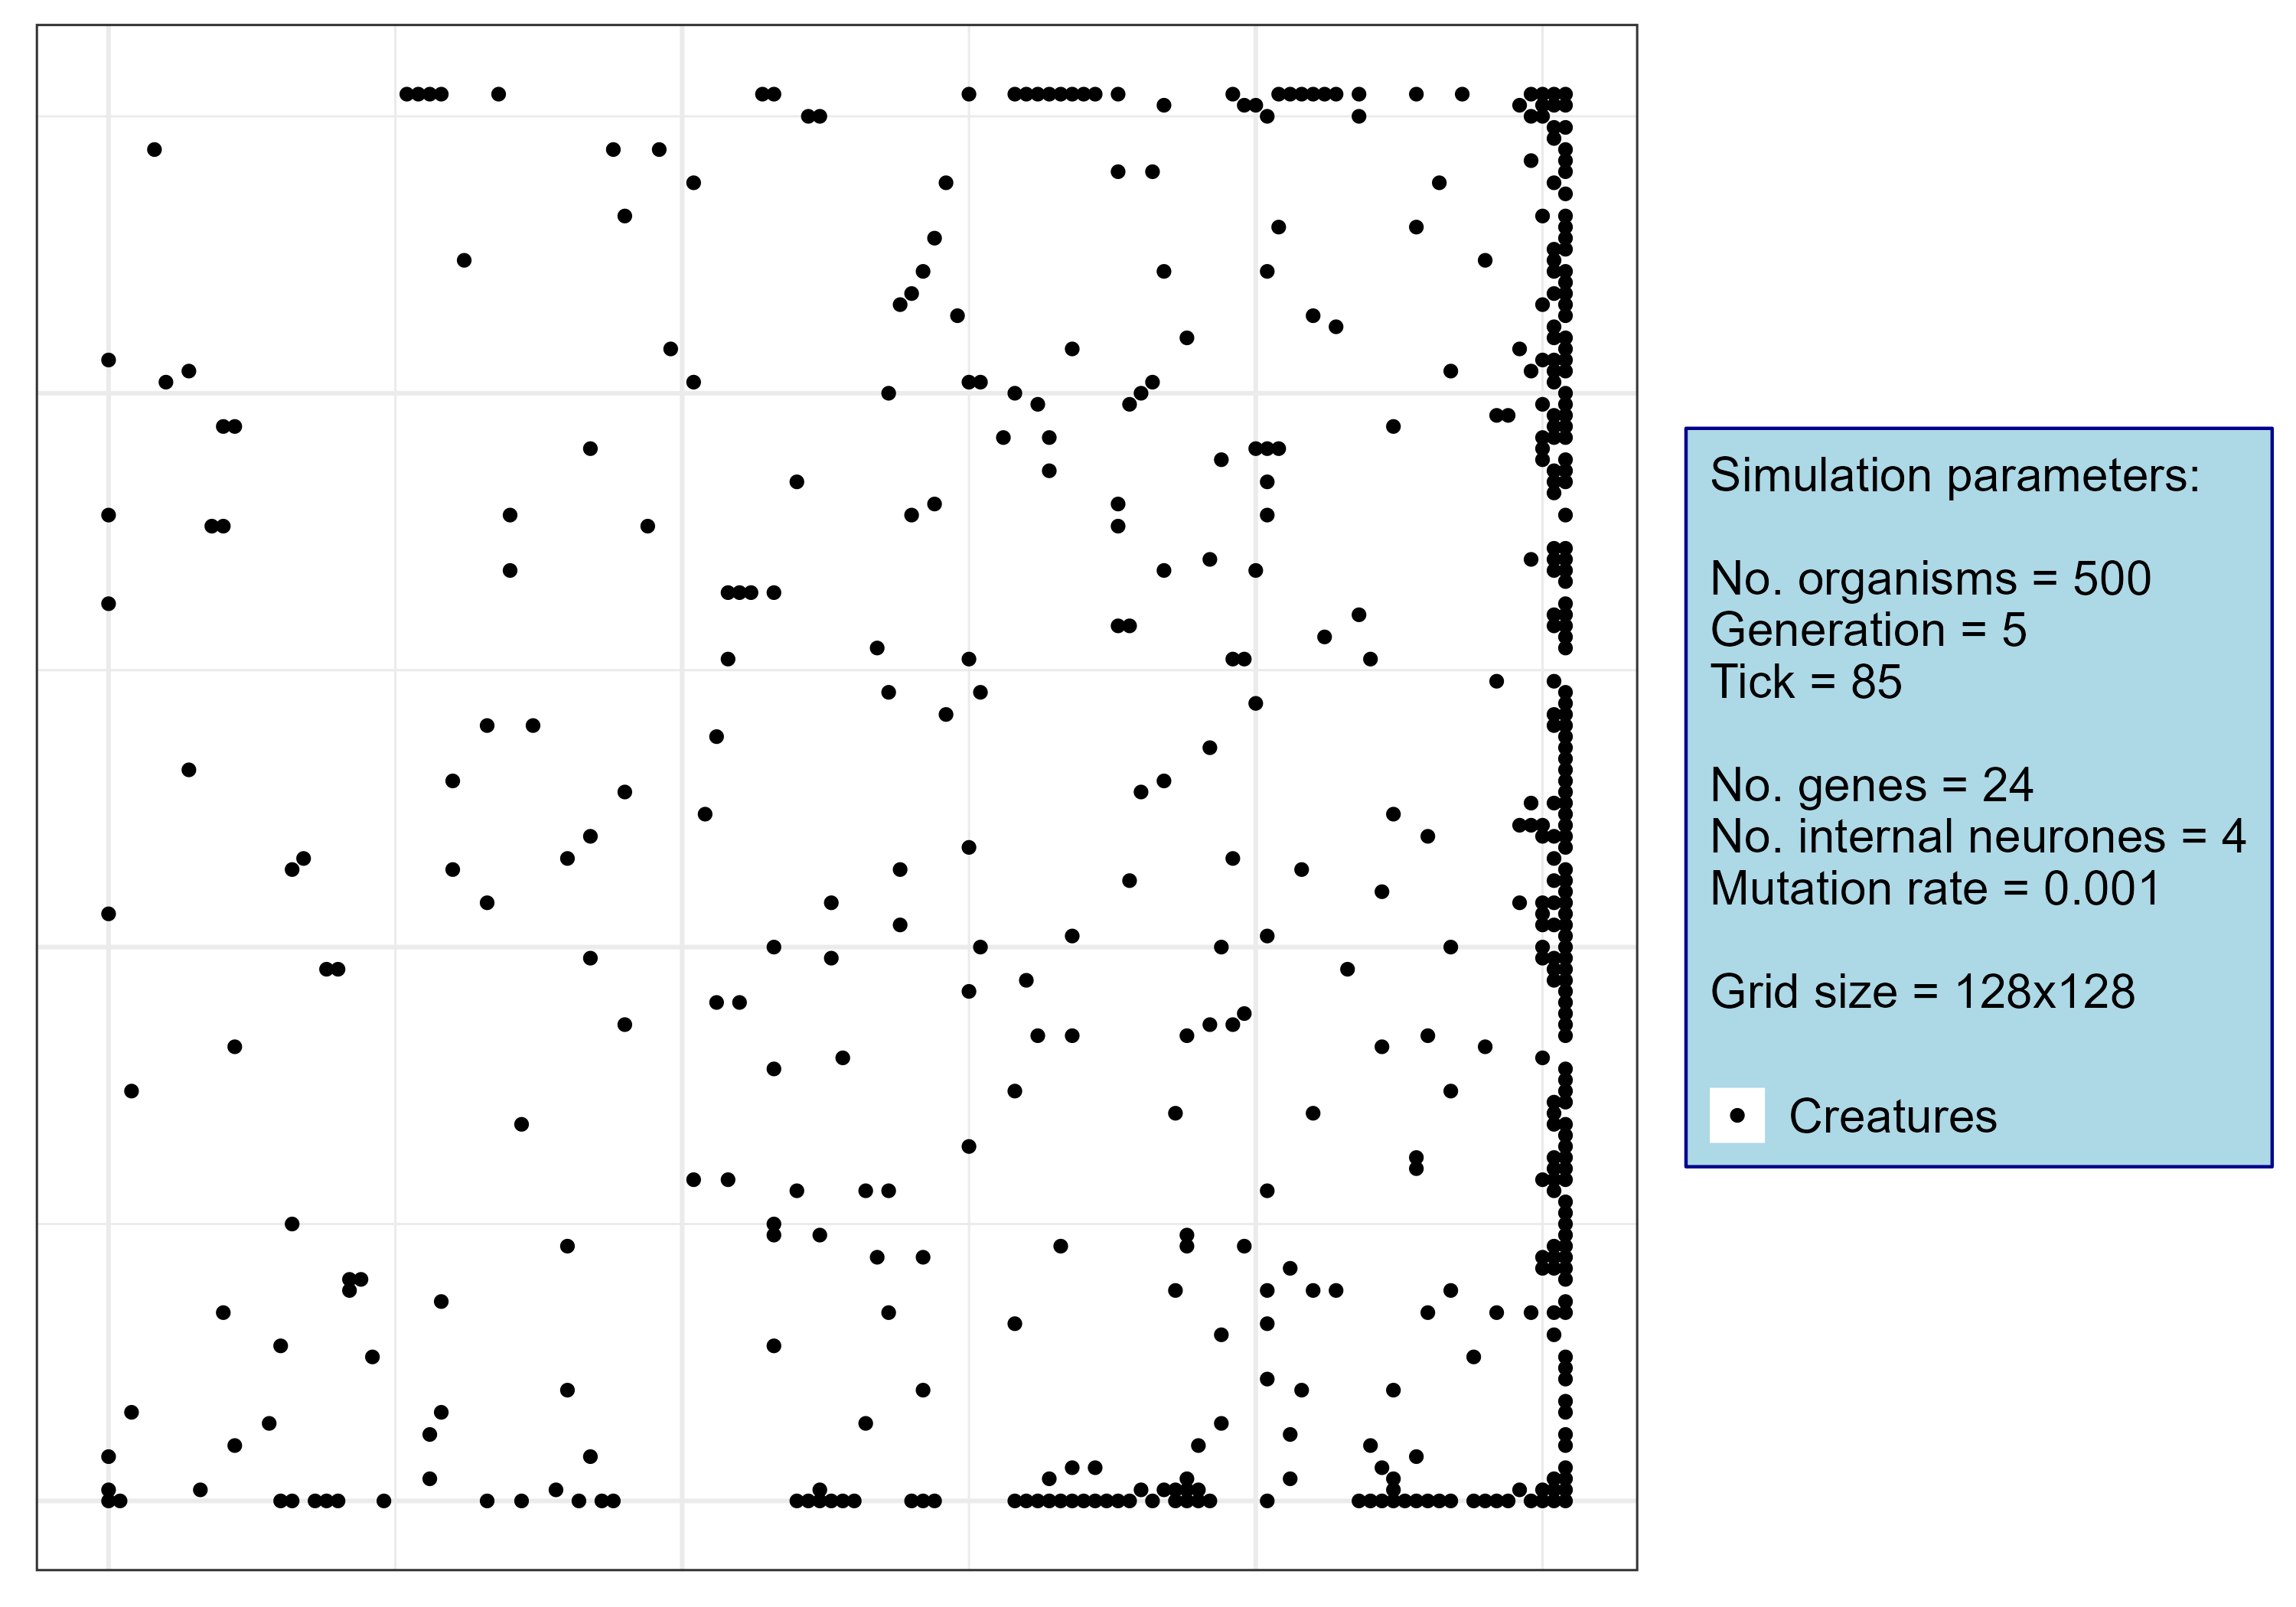 Simulation parameters:
No. organisms = 500
Generation = 5
Tick = 85
No. genes = 24
No. internal neurones = 4
Mutation rate = 0.001
Grid size = 128x128
Creatures